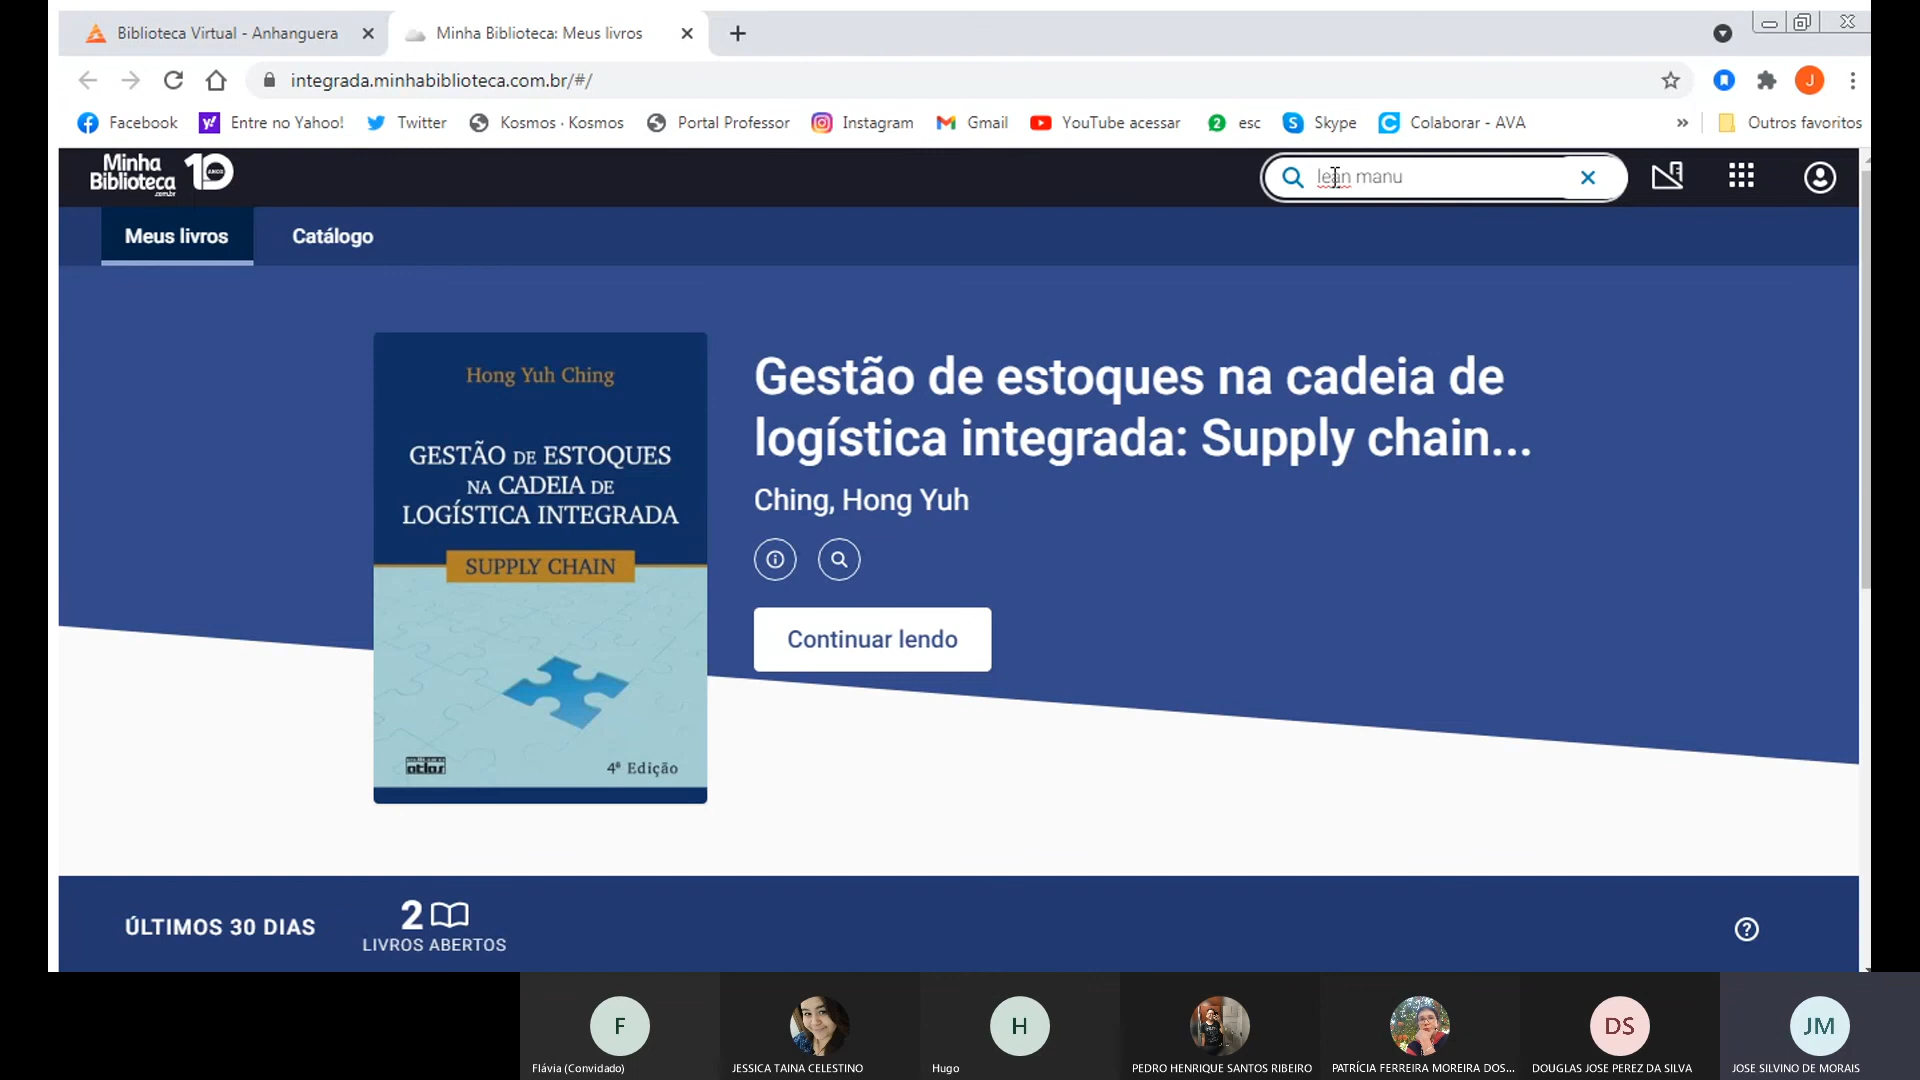 Biblioteca Virtual - Anhanguera
Minha Biblioteca: Meus livros
integrada.minhabiblioteca.com.br/#/
J
Facebook
y!
Entre no Yahoo!
Twitter
Kosmos · Kosmos
Portal Professor
Instagram
Gmail
YouTube acessar
2
esc
Skype
Colaborar - AVA
»
Outros favoritos
Minha
Biblioteca
.com.br
10
ANOS
lean manu
Meus livros
Catálogo
Hong Yuh Ching
GESTÃO DE ESTOQUES
NA CADEIA DE
LOGÍSTICA INTEGRADA
SUPPLY CHAIN
atlas
4ª Edição
Gestão de estoques na cadeia de
logística integrada: Supply chain...
Ching, Hong Yuh
Continuar lendo
ÚLTIMOS 30 DIAS
2
LIVROS ABERTOS
F
Flávia (Convidado)
JESSICA TAINA CELESTINO
H
Hugo
PEDRO HENRIQUE SANTOS RIBEIRO
PATRÍCIA FERREIRA MOREIRA DOS...
DS
DOUGLAS JOSE PEREZ DA SILVA
JM
JOSE SILVINO DE MORAIS